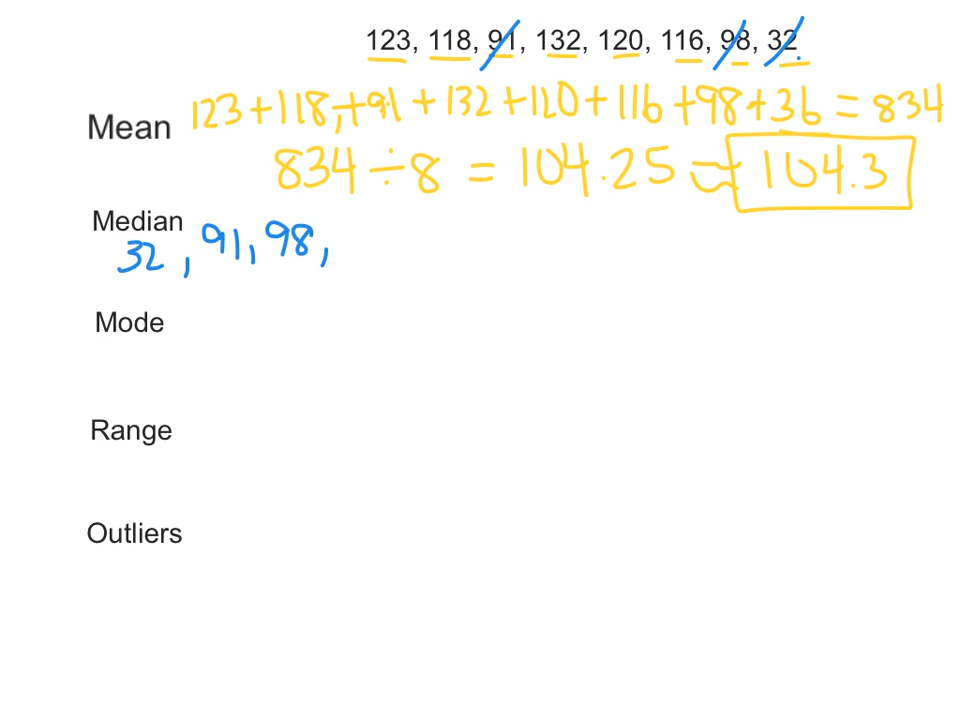 123, 118, 91, 132, 120, 116, 98, 32
Mean 123+118,+91+132+120+116+98+36=834
834÷8=104.25≈104.3
Median
32, 91, 98,
Mode
Range
Outliers